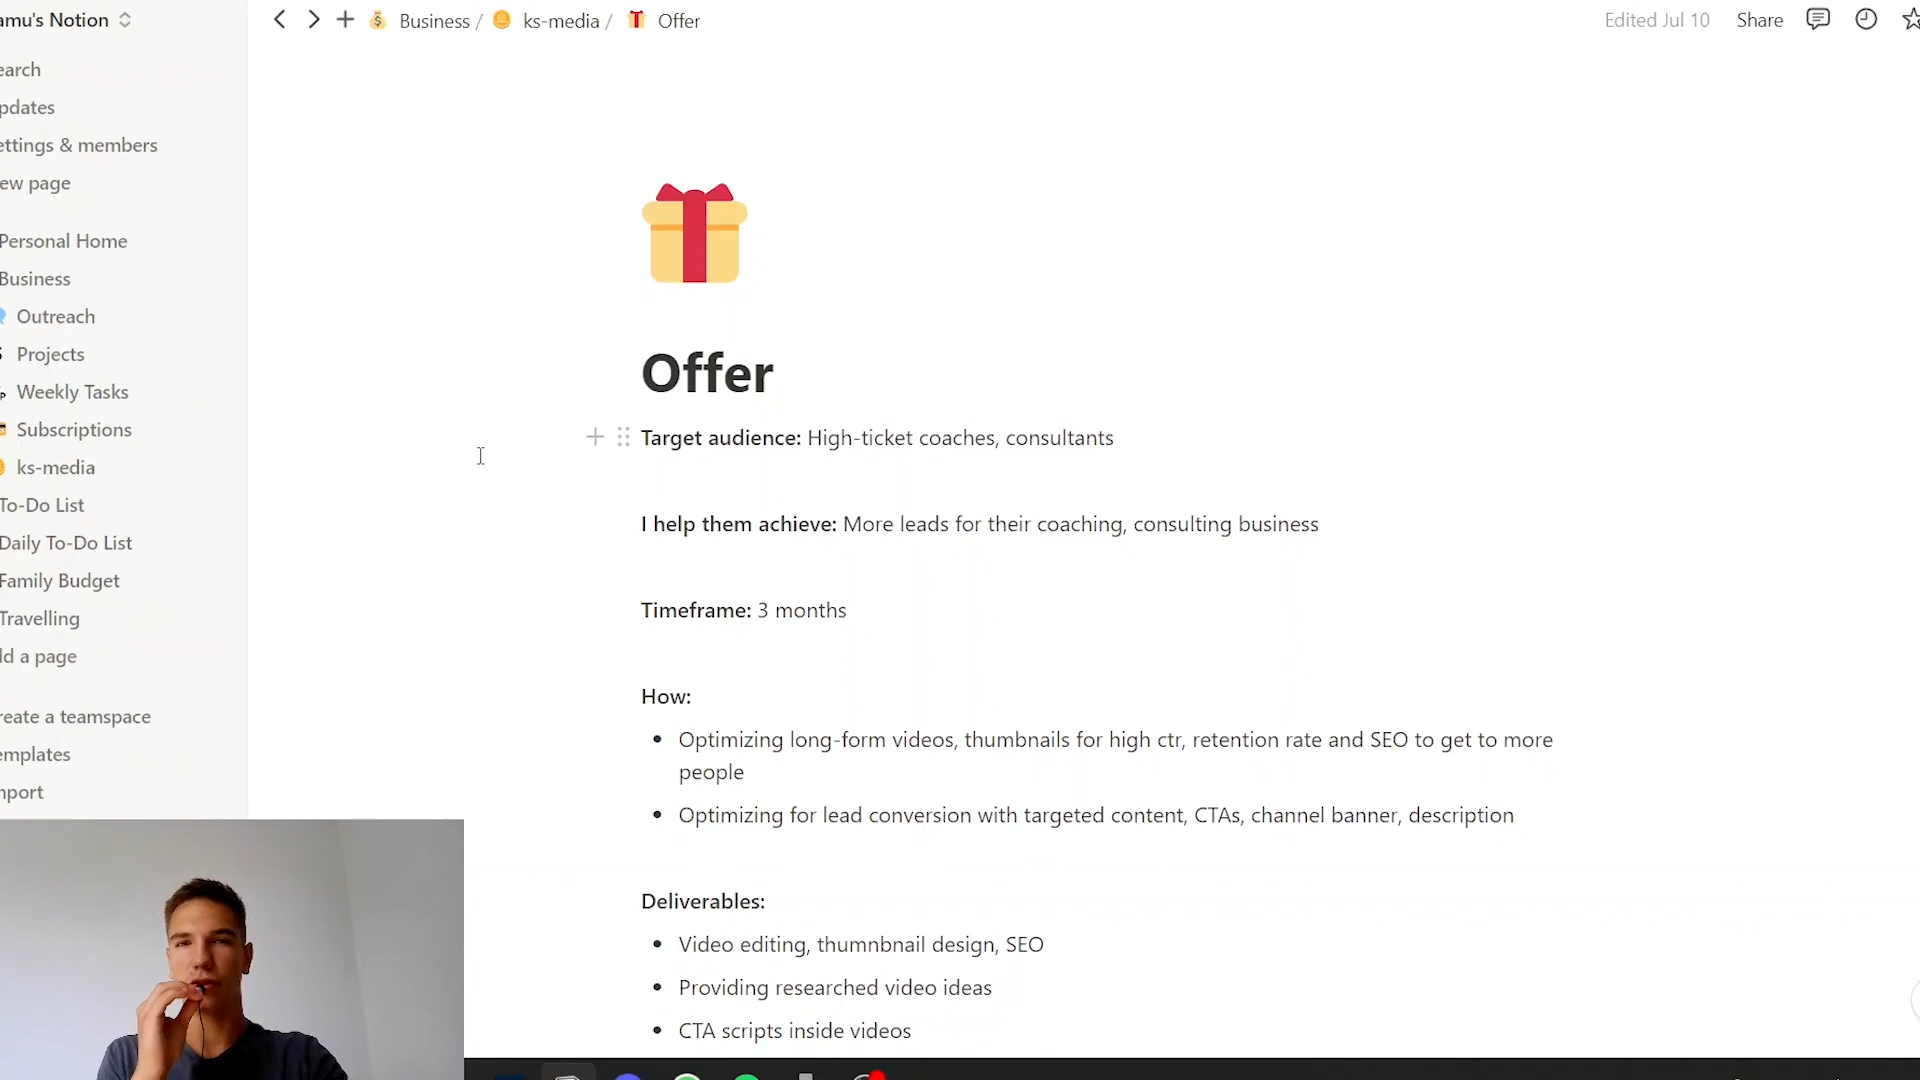 amu's Notion
Business / ks-media / Offer
Edited Jul 10
Share
earch
pdates
ettings & members
ew page
Personal Home
Business
Outreach
Projects
Weekly Tasks
Subscriptions
ks-media
To-Do List
Daily To-Do List
Family Budget
Travelling
d a page
reate a teamspace
emplates
mport
Offer
Target audience: High-ticket coaches, consultants
I help them achieve: More leads for their coaching, consulting business
Timeframe: 3 months
How:
• Optimizing long-form videos, thumbnails for high ctr, retention rate and SEO to get to more
people
• Optimizing for lead conversion with targeted content, CTAs, channel banner, description
Deliverables:
• Video editing, thumnbnail design, SEO
• Providing researched video ideas
• CTA scripts inside videos